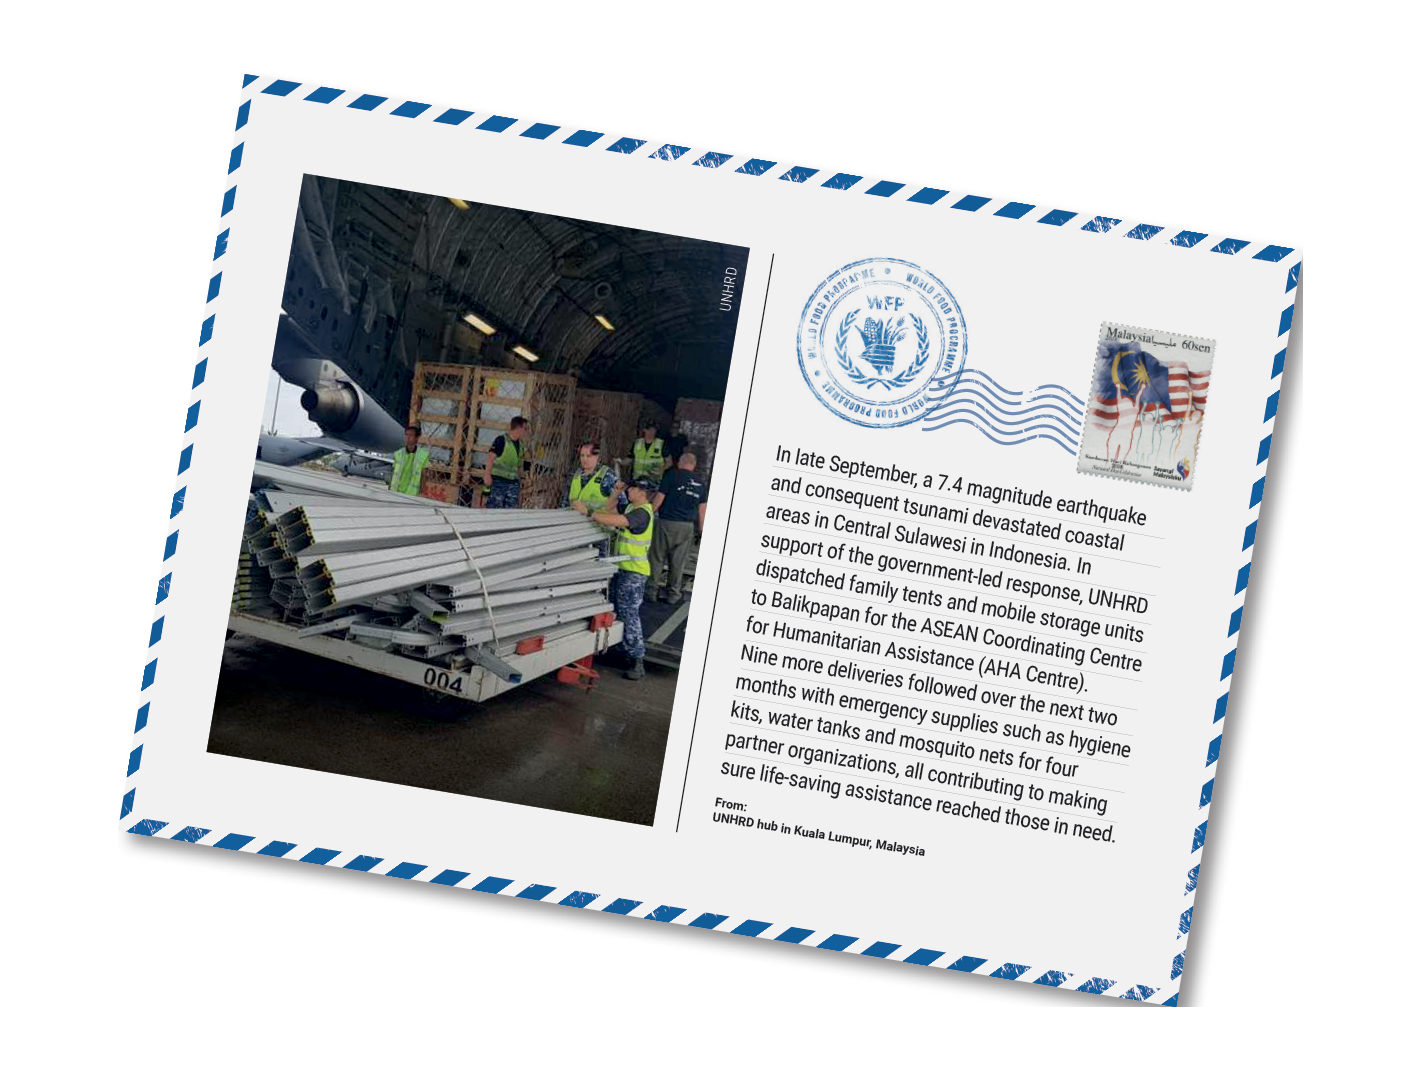 UNHRD
004
WORLD FOOD PROGRAMME
WORLD FOOD PROGRAMME
WORLD FOOD PROGRAMME
WFP
Malaysia مليسيا 60sen
In late September, a 7.4 magnitude earthquake
and consequent tsunami devastated coastal
areas in Central Sulawesi in Indonesia. In
support of the government-led response, UNHRD
dispatched family tents and mobile storage units
to Balikpapan for the ASEAN Coordinating Centre
for Humanitarian Assistance (AHA Centre).
Nine more deliveries followed over the next two
months with emergency supplies such as hygiene
kits, water tanks and mosquito nets for four
partner organizations, all contributing to making
sure life-saving assistance reached those in need.
From:
UNHRD hub in Kuala Lumpur, Malaysia